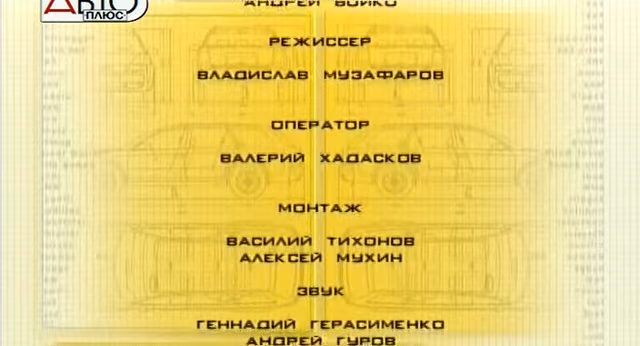 АВТО
ПЛЮС
АНДРЕЙ БОЙКО
РЕЖИССЕР
ВЛАДИСЛАВ МУЗАФАРОВ
ОПЕРАТОР
ВАЛЕРИЙ ХАДАСКОВ
МОНТАЖ
ВАСИЛИЙ ТИХОНОВ
АЛЕКСЕЙ МУХИН
ЗВУК
ГЕННАДИЙ ГЕРАСИМЕНКО
АНДРЕЙ ГУРОВ